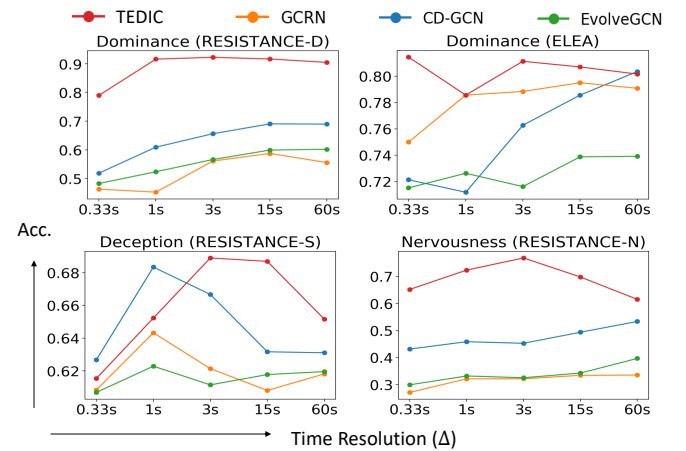 TEDIC GCRN CD-GCN EvolveGCN
Dominance (RESISTANCE-D)
0.9
0.8
0.7
0.6
0.5
0.33s 1s 3s 15s 60s
Dominance (ELEA)
0.80
0.78
0.76
0.74
0.72
0.33s 1s 3s 15s 60s
Acc.
Deception (RESISTANCE-S)
0.68
0.66
0.64
0.62
0.33s 1s 3s 15s 60s
Nervousness (RESISTANCE-N)
0.7
0.6
0.5
0.4
0.3
0.33s 1s 3s 15s 60s
Time Resolution (Δ)